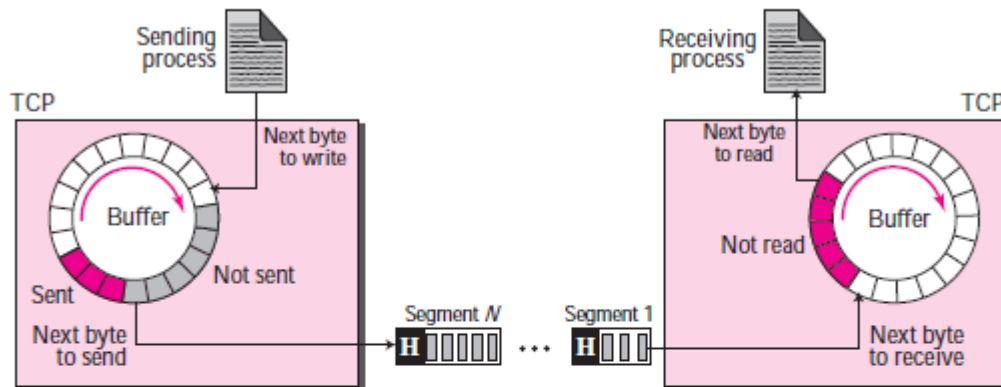 Sending
process
Receiving
process
TCP
TCP
Next byte
to write
Next byte
to read
Buffer
Buffer
Not sent
Not read
Sent
Next byte
to send
Segment N
H
...
Segment 1
H
Next byte
to receive